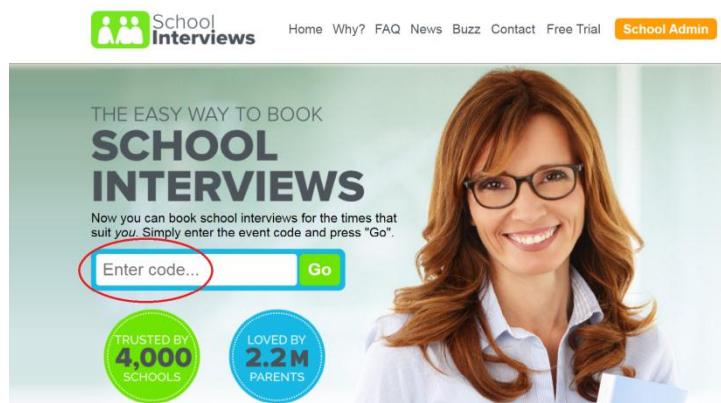 School
Interviews
Home Why? FAQ News Buzz Contact Free Trial School Admin
THE EASY WAY TO BOOK
SCHOOL
INTERVIEWS
Now you can book school interviews for the times that
suit you. Simply enter the event code and press "Go".
Enter code... Go
TRUSTED BY
4,000
SCHOOLS
LOVED BY
2.2 M
PARENTS